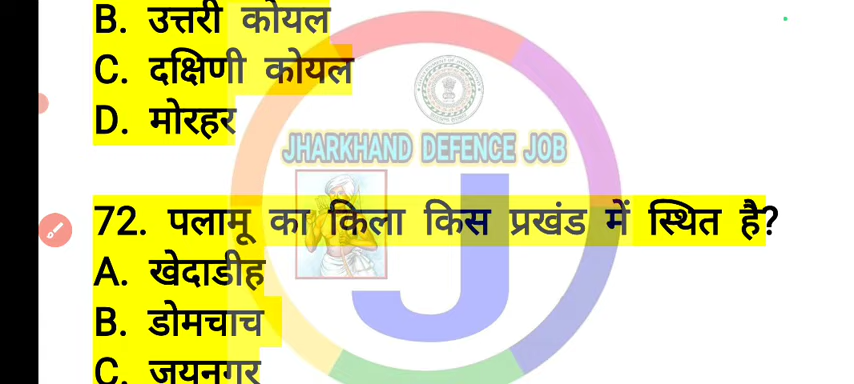 B. उत्तरी कोयल
C. दक्षिणी कोयल
D. मोरहर
JHARKHAND DEFENCE JOB
72. पलामू का किला किस प्रखंड में स्थित है?
A. खेदाडीह
B. डोमचाच
C. जयनगर